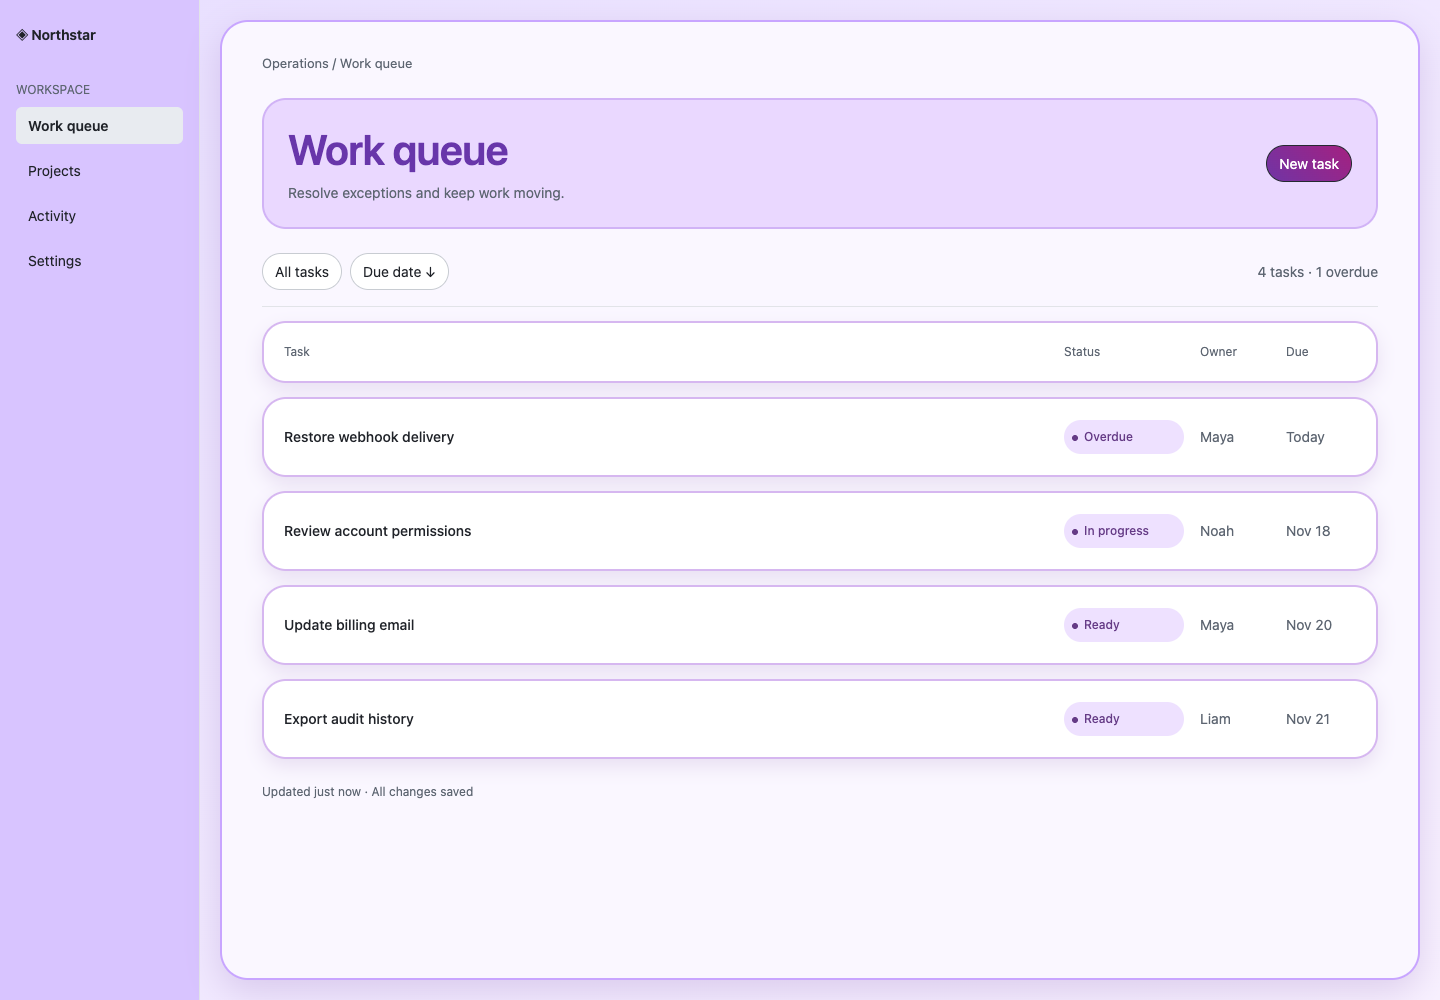 ◈ Northstar
WORKSPACE
Work queue
Projects
Activity
Settings
Operations / Work queue
Work queue
Resolve exceptions and keep work moving.
New task
All tasks
Due date ↓
4 tasks · 1 overdue
Task Status Owner Due
Restore webhook delivery Overdue Maya Today
Review account permissions In progress Noah Nov 18
Update billing email Ready Maya Nov 20
Export audit history Ready Liam Nov 21
Updated just now · All changes saved